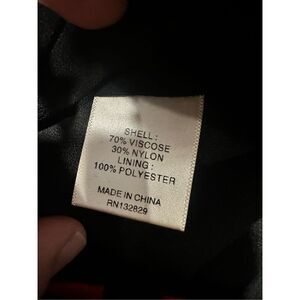 SHELL:
70% VISCOSE
30% NYLON
LINING:
100% POLYESTER
MADE IN CHINA
RN132829